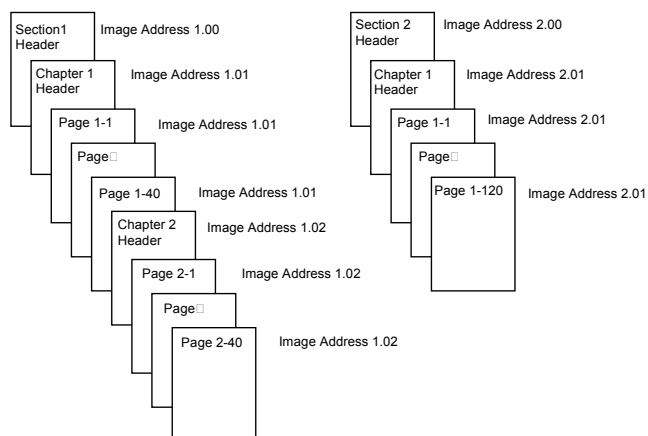 Section1
Header
Image Address 1.00
Chapter 1
Header
Image Address 1.01
Page 1-1
Image Address 1.01
Page□
Page 1-40
Image Address 1.01
Chapter 2
Header
Image Address 1.02
Page 2-1
Image Address 1.02
Page□
Page 2-40
Image Address 1.02
Section 2
Header
Image Address 2.00
Chapter 1
Header
Image Address 2.01
Page 1-1
Image Address 2.01
Page□
Page 1-120
Image Address 2.01